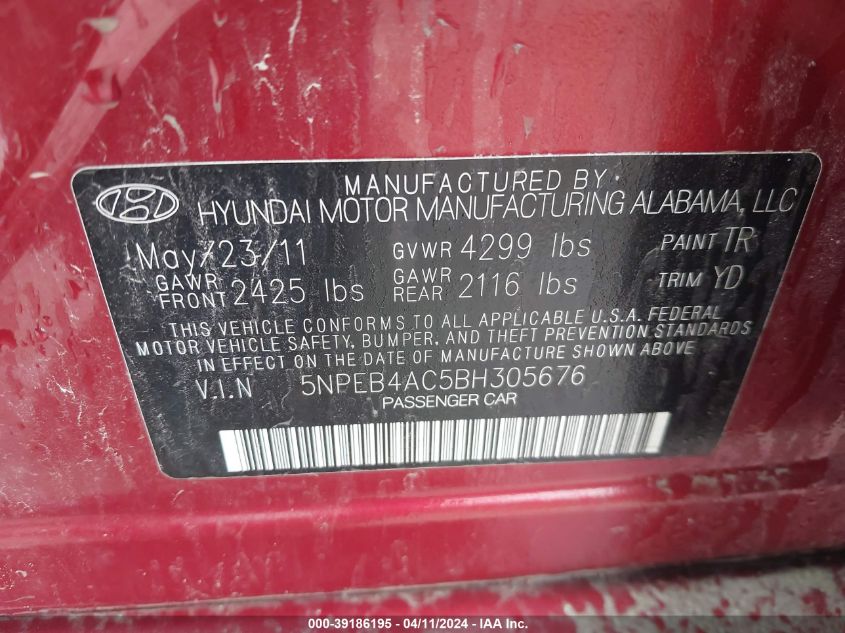 MANUFACTURED BY
HYUNDAI MOTOR MANUFACTURING ALABAMA, LLC
May/23/11 GVWR 4299 lbs PAINT TR
GAWR FRONT 2425 lbs GAWR REAR 2116 lbs TRIM YD
THIS VEHICLE CONFORMS TO ALL APPLICABLE U.S.A. FEDERAL
MOTOR VEHICLE SAFETY, BUMPER, AND THEFT PREVENTION STANDARDS
IN EFFECT ON THE DATE OF MANUFACTURE SHOWN ABOVE.
V.I.N 5NPEB4AC5BH305676
PASSENGER CAR
000-39186195 - 04/11/2024 - IAA Inc.